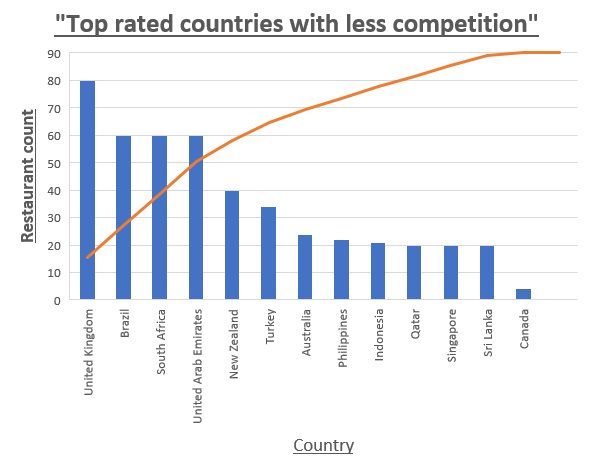 "Top rated countries with less competition"
Restaurant count
90
80
70
60
50
40
30
20
10
0
United Kingdom
Brazil
South Africa
United Arab Emirates
New Zealand
Turkey
Australia
Philippines
Indonesia
Qatar
Singapore
Sri Lanka
Canada
Country